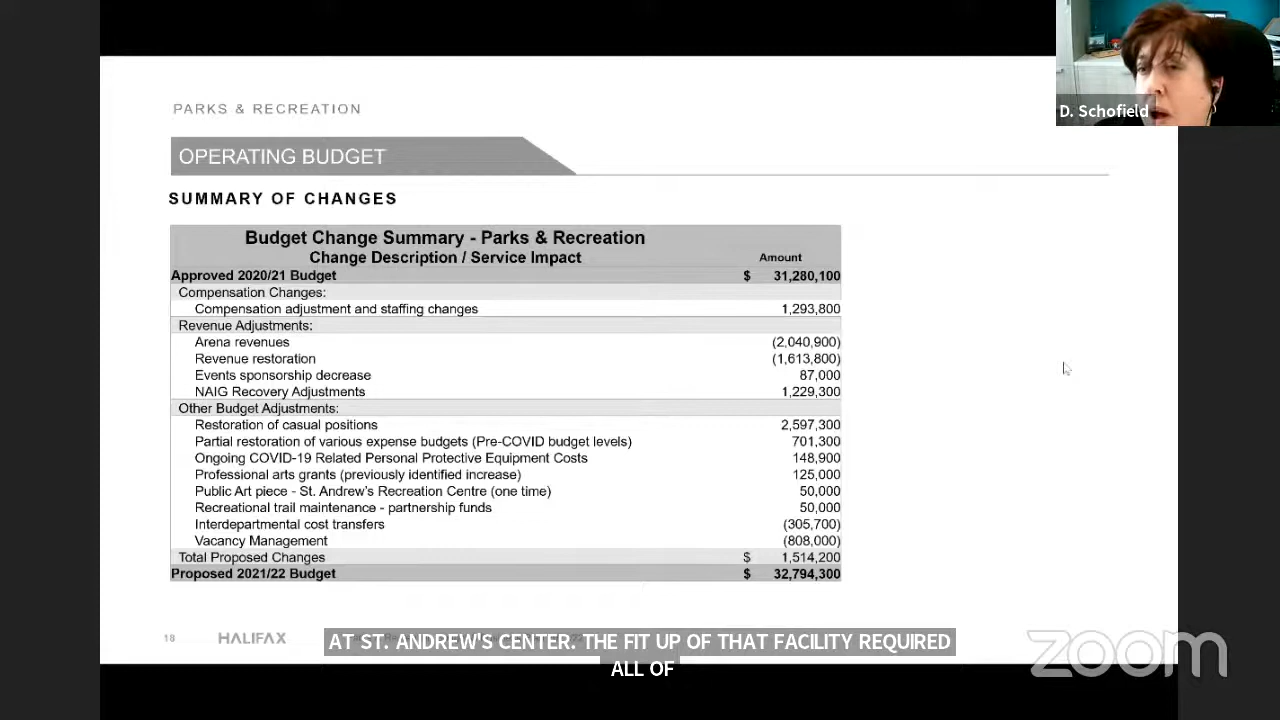 D. Schofield
PARKS & RECREATION
OPERATING BUDGET
SUMMARY OF CHANGES
Budget Change Summary - Parks & Recreation
Change Description / Service Impact Amount
Approved 2020/21 Budget $ 31,280,100
Compensation Changes:
Compensation adjustment and staffing changes 1,293,800
Revenue Adjustments:
Arena revenues (2,040,900)
Revenue restoration (1,613,800)
Events sponsorship decrease 87,000
NAIG Recovery Adjustments 1,229,300
Other Budget Adjustments:
Restoration of casual positions 2,597,300
Partial restoration of various expense budgets (Pre-COVID budget levels) 701,300
Ongoing COVID-19 Related Personal Protective Equipment Costs 148,900
Professional arts grants (previously identified increase) 125,000
Public Art piece - St. Andrew's Recreation Centre (one time) 50,000
Recreational trail maintenance - partnership funds 50,000
Interdepartmental cost transfers (305,700)
Vacancy Management (808,000)
Total Proposed Changes $ 1,514,200
Proposed 2021/22 Budget $ 32,794,300
18 HALIFAX
AT ST. ANDREW'S CENTER. THE FIT UP OF THAT FACILITY REQUIRED
ALL OF
zoom